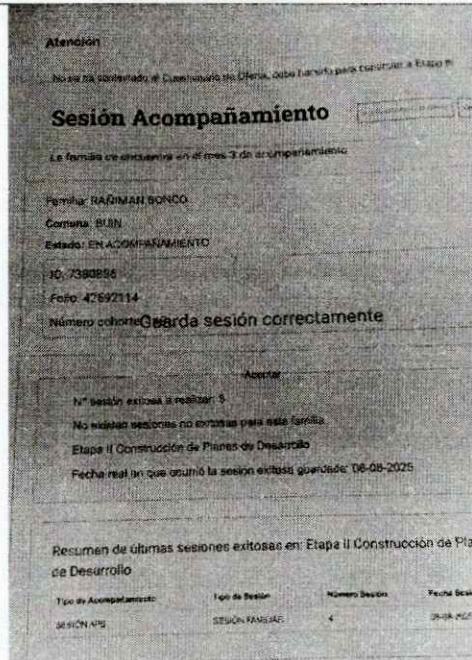 Atención
No se ha contestado el Cuestionario de Oferta, debe hacerlo para continuar a Etapa III
Sesión Acompañamiento
La familia se encuentra en el mes 3 de acompañamiento
Familia: RAÑIMAN BONCO
Comuna: BUIN
Estado: EN ACOMPAÑAMIENTO
ID: 7380896
Folio: 42692114
Número cohorte
Guarda sesión correctamente
Aceptar
N° sesión exitosa a realizar: 5
No existen sesiones no exitosas para esta familia
Etapa II Construcción de Planes de Desarrollo
Fecha real en que ocurrió la sesion exitosa guardada: 06-08-2025
Resumen de últimas sesiones exitosas en: Etapa II Construcción de Pla
de Desurrollo
Tipo de Acompañamiento Tipo de Sesión Número Sesión Fecha Sesi
SESIÓN APS SESIÓN FAMILIAR 4